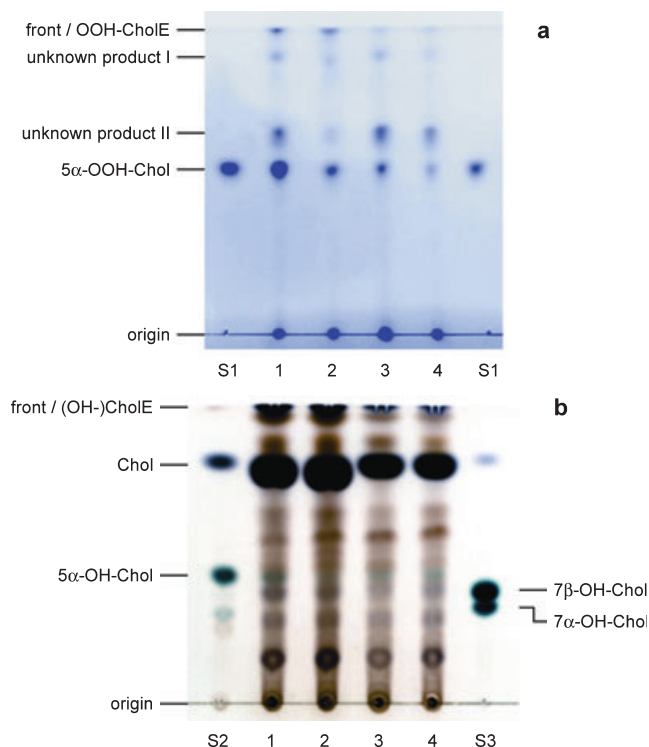 front / OOH-CholE
a
unknown product I
unknown product II
5α-OOH-Chol
origin
S1 1 2 3 4 S1
front / (OH-)CholE
b
Chol
5α-OH-Chol
7β-OH-Chol
7α-OH-Chol
origin
S2 1 2 3 4 S3